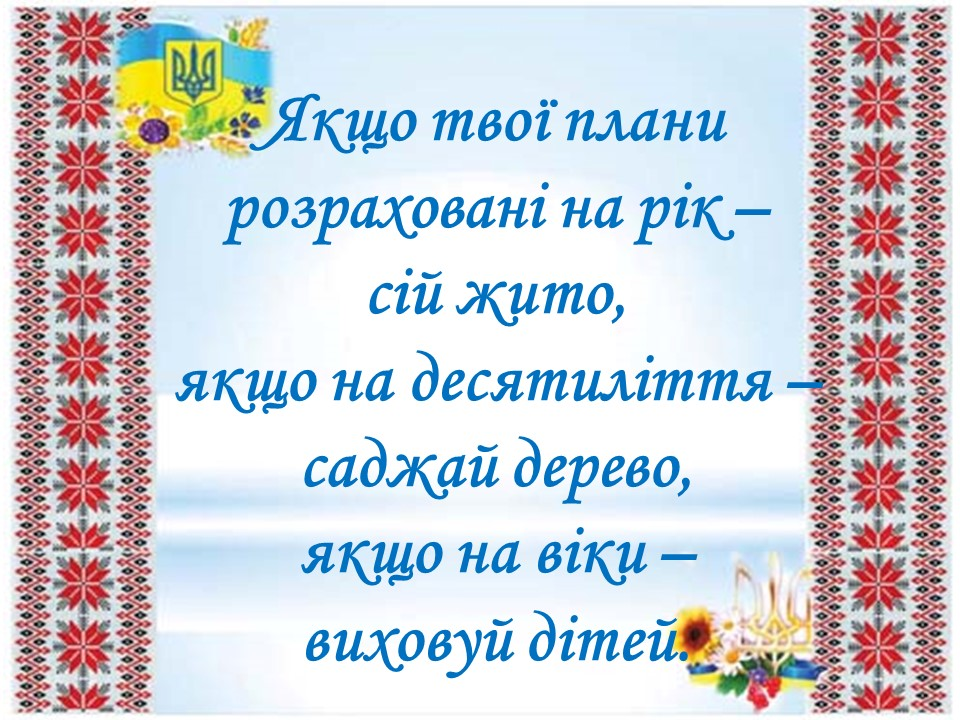 Якщо твої плани
розраховані на рік –
сій жито,
якщо на десятиліття –
саджай дерево,
якщо на віки –
виховуй дітей.